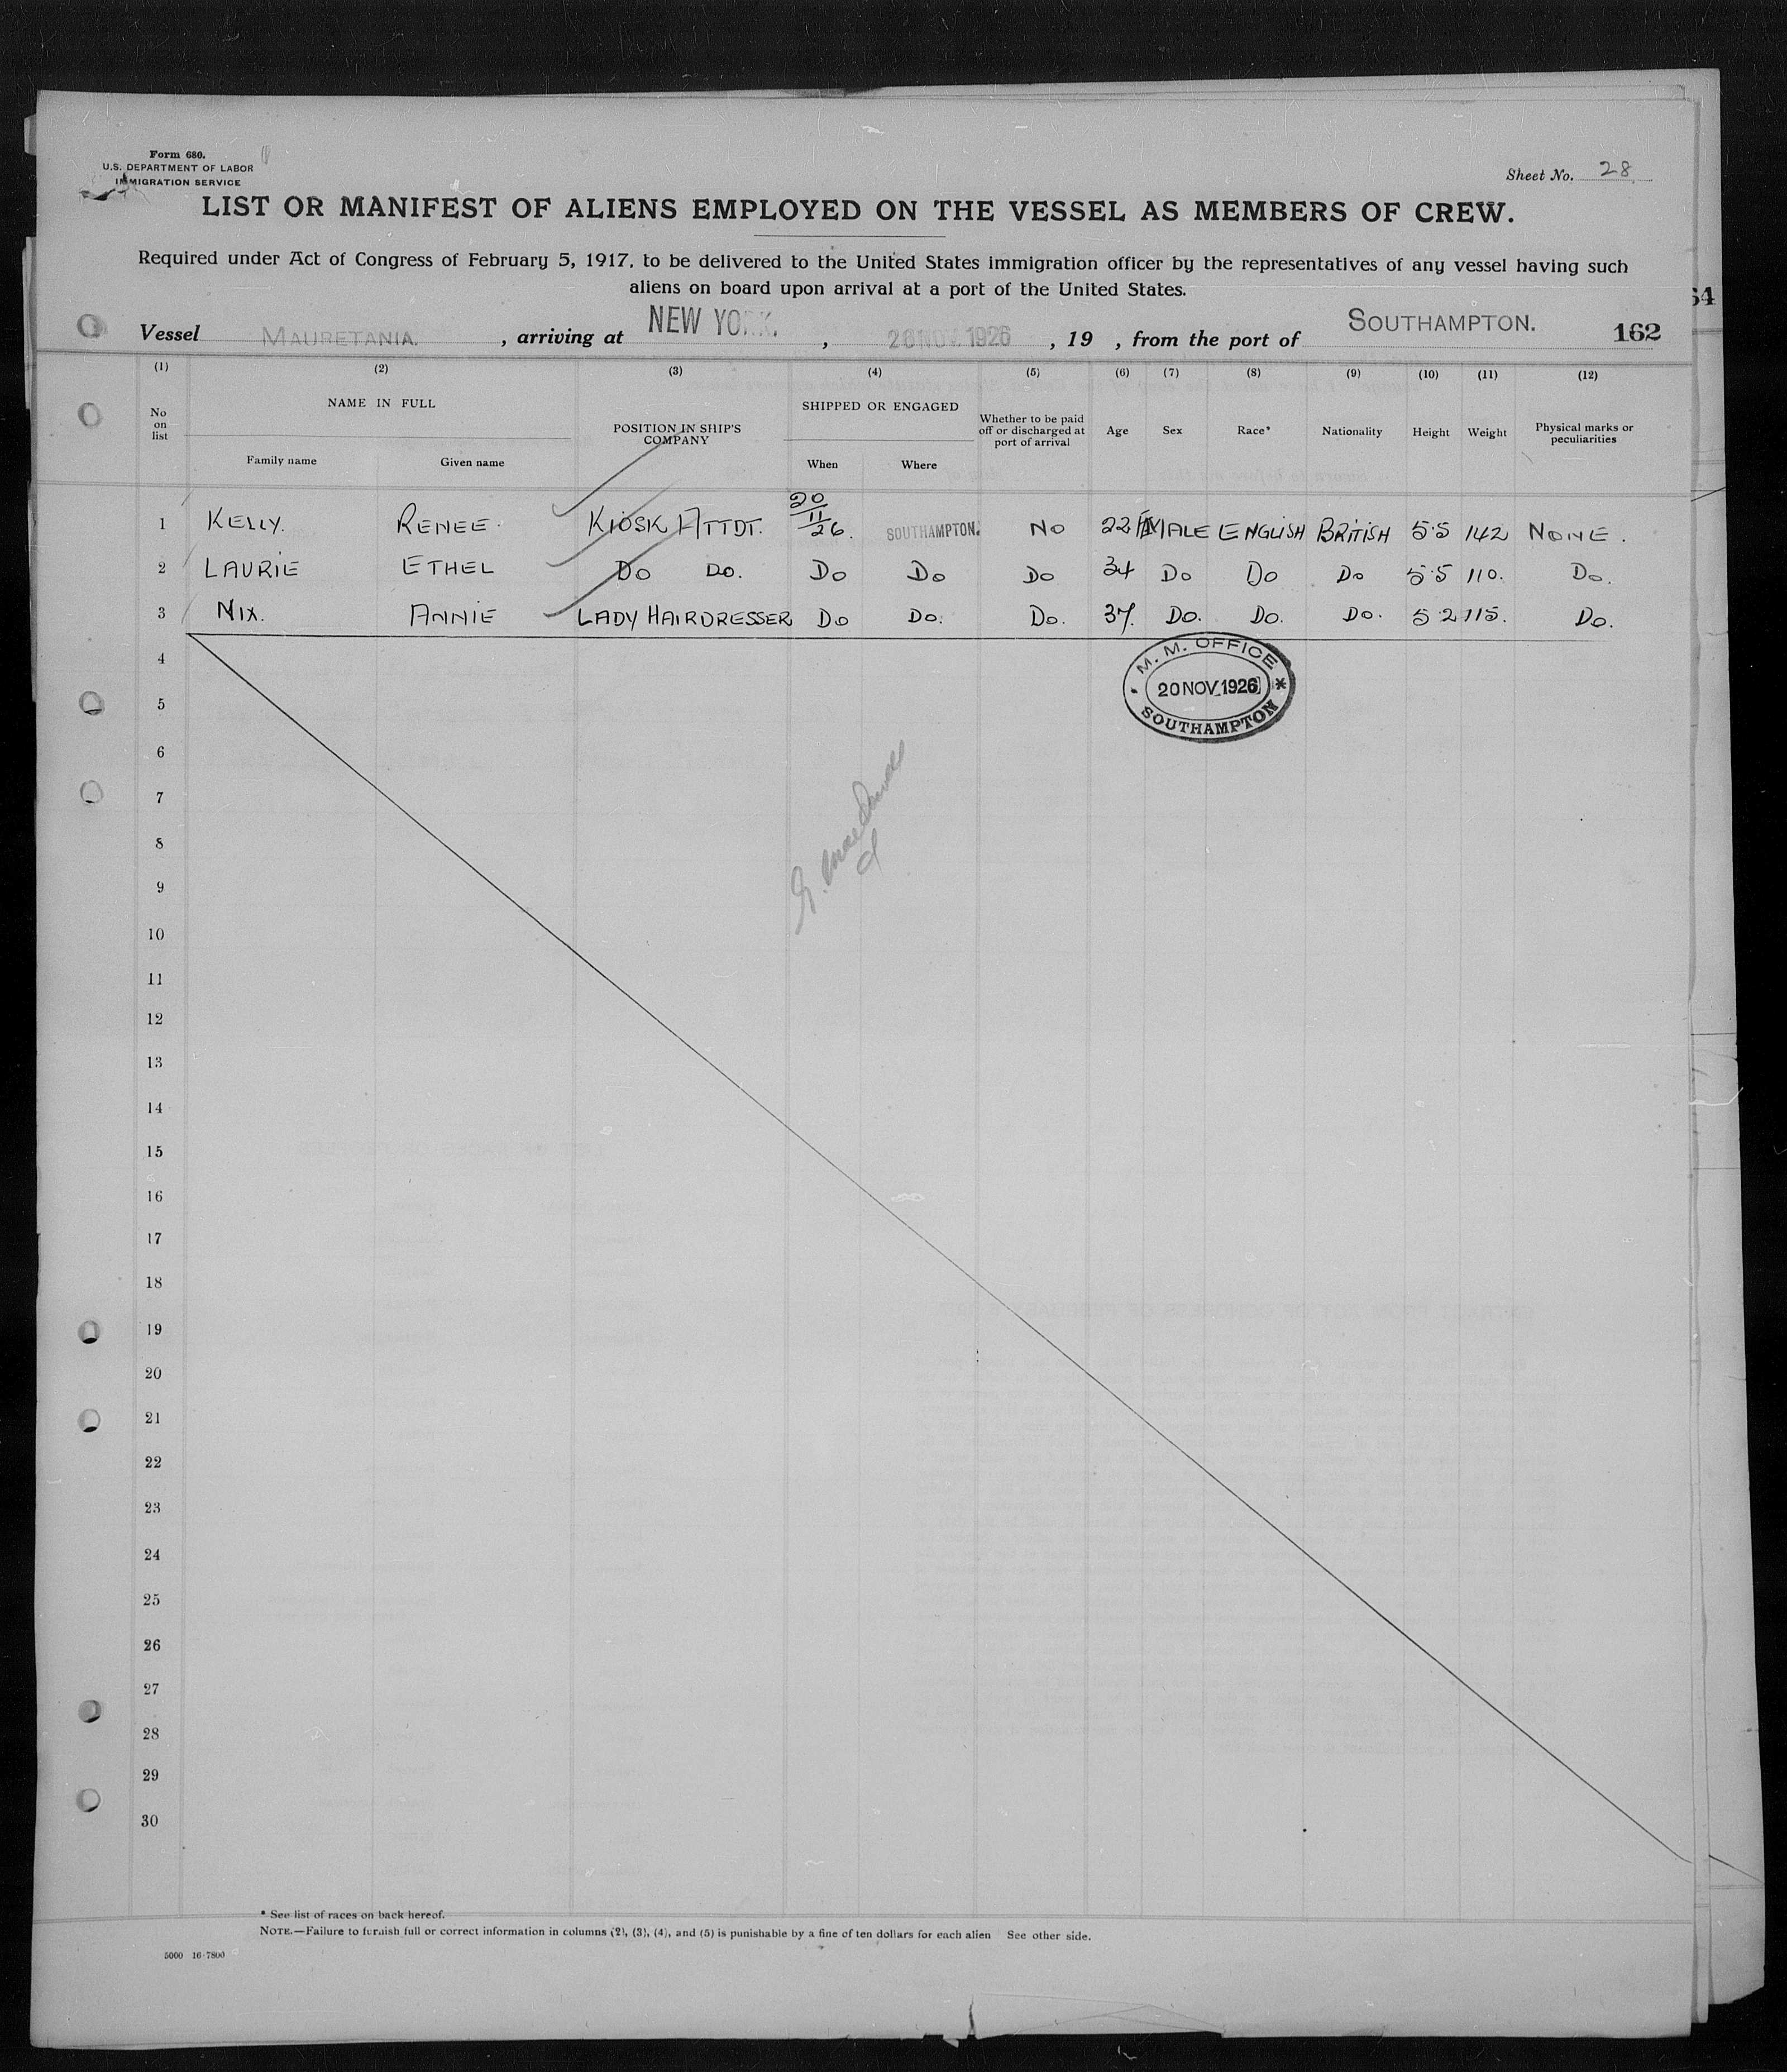 Form 680.
U.S. DEPARTMENT OF LABOR
IMMIGRATION SERVICE
Sheet No. 28
LIST OR MANIFEST OF ALIENS EMPLOYED ON THE VESSEL AS MEMBERS OF CREW.
Required under Act of Congress of February 5, 1917, to be delivered to the United States immigration officer by the representatives of any vessel having such
aliens on board upon arrival at a port of the United States.
64
Vessel MAURETANIA. , arriving at NEW YORK. , 26 NOV. 1926 , 19 , from the port of SOUTHAMPTON. 162
(1) (2) (3) (4) (5) (6) (7) (8) (9) (10) (11) (12)
No on list NAME IN FULL Family name Given name POSITION IN SHIP'S COMPANY SHIPPED OR ENGAGED When Where Whether to be paid off or discharged at port of arrival Age Sex Race* Nationality Height Weight Physical marks or peculiarities
1 KELLY. RENEE. KIOSK ATTDT. 20/11/26. SOUTHAMPTON. NO 22 FEMALE ENGLISH BRITISH 5·5 142 NONE.
2 LAURIE ETHEL DO DO. DO DO DO 34 DO DO DO 5·5 110. DO.
3 NIX. ANNIE LADY HAIRDRESSER DO DO. DO. 37. DO. DO. DO. 5 2 115. DO.
M. M. OFFICE
20 NOV 1926
SOUTHAMPTON
4
5
6
7
8
9
10
11
12
13
14
15
16
17
18
19
20
21
22
23
24
25
26
27
28
29
30
* See list of races on back hereof.
NOTE.—Failure to furnish full or correct information in columns (2), (3), (4), and (5) is punishable by a fine of ten dollars for each alien See other side.
5000 16-7800